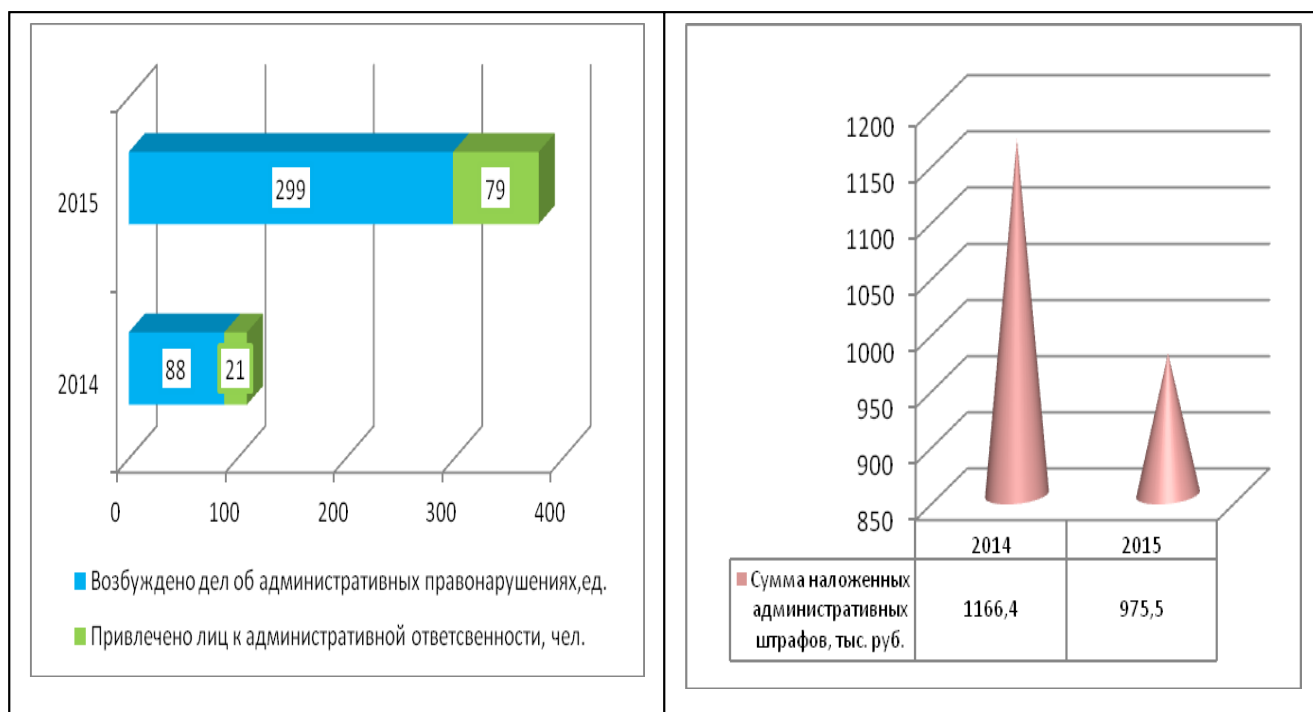 2015
299
79
2014
88
21
0 100 200 300 400
Возбуждено дел об административных правонарушениях,ед.
Привлечено лиц к административной ответсвенности, чел.
1200
1150
1100
1050
1000
950
900
850
2014 2015
Сумма наложенных
административных
штрафов, тыс. руб.
1166,4 975,5